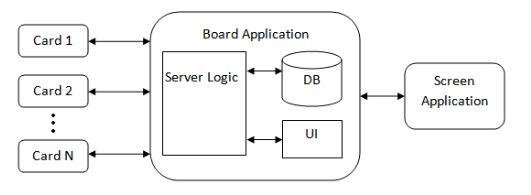 Card 1
Card 2
Card N
Board Application
Server Logic
DB
UI
Screen
Application